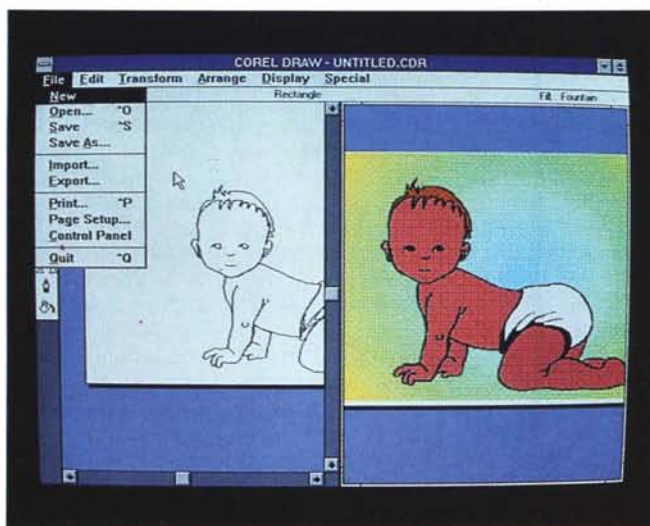 COREL DRAW - UNTITLED.CDR
File Edit Transform Arrange Display Special
Rectangle
Fill: Fountain
New
Open... ^O
Save ^S
Save As...
Import...
Export...
Print... ^P
Page Setup...
Control Panel
Quit ^Q